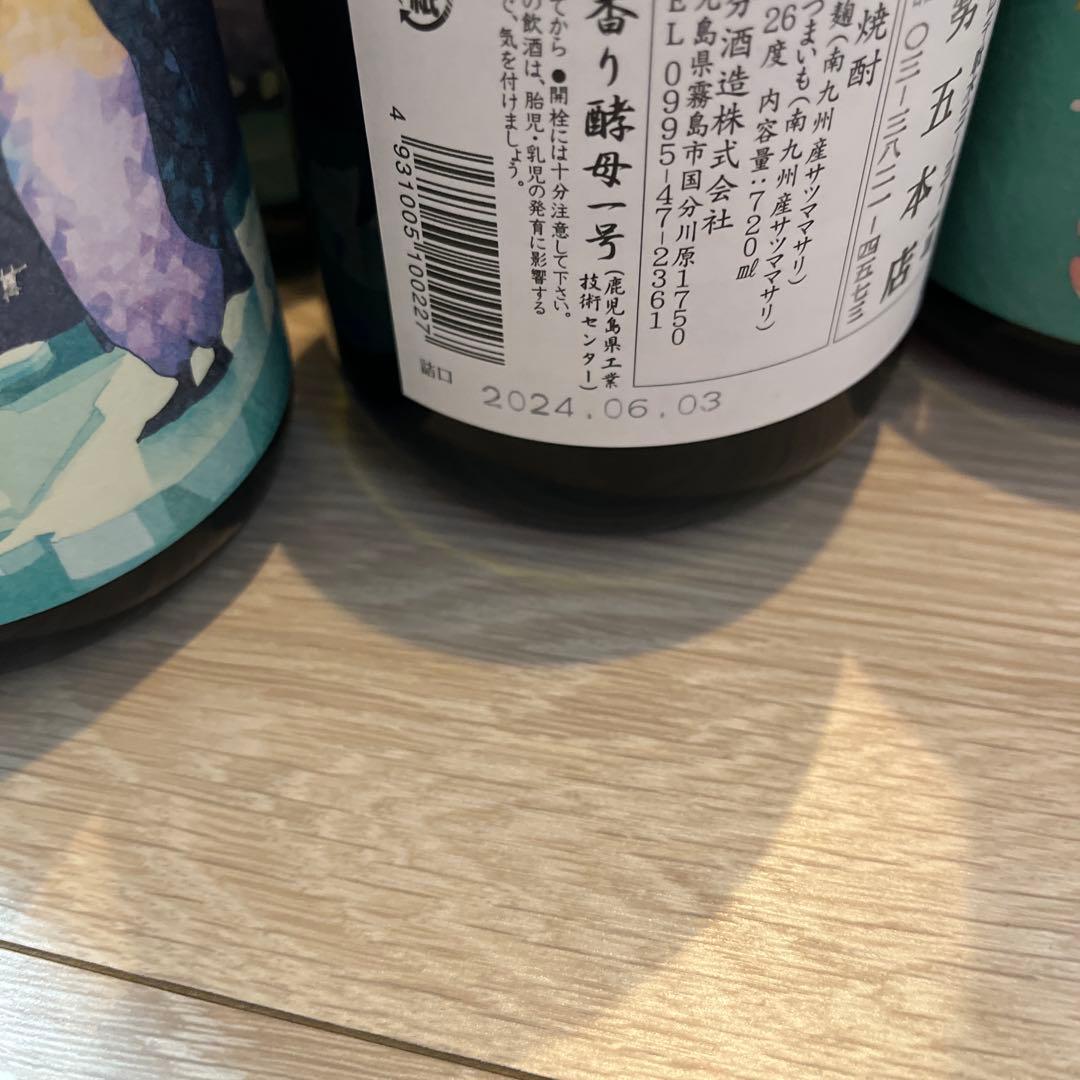 第五本店
〇三―三八二一―四五七三
焼酎
麹(南九州産サツママサリ)
つまいも(南九州産サツママサリ)
26度 内容量:720㎖
分酒造株式会社
児島県霧島市国分川原1750
EL 0995-47-2361
香り酵母一号(鹿児島県工業技術センター)
てから ●開栓には十分注意して下さい。
の飲酒は、胎児・乳児の発育に影響する
で、気を付けましょう。
紙
4 931005 100227
詰口
2024.06.03